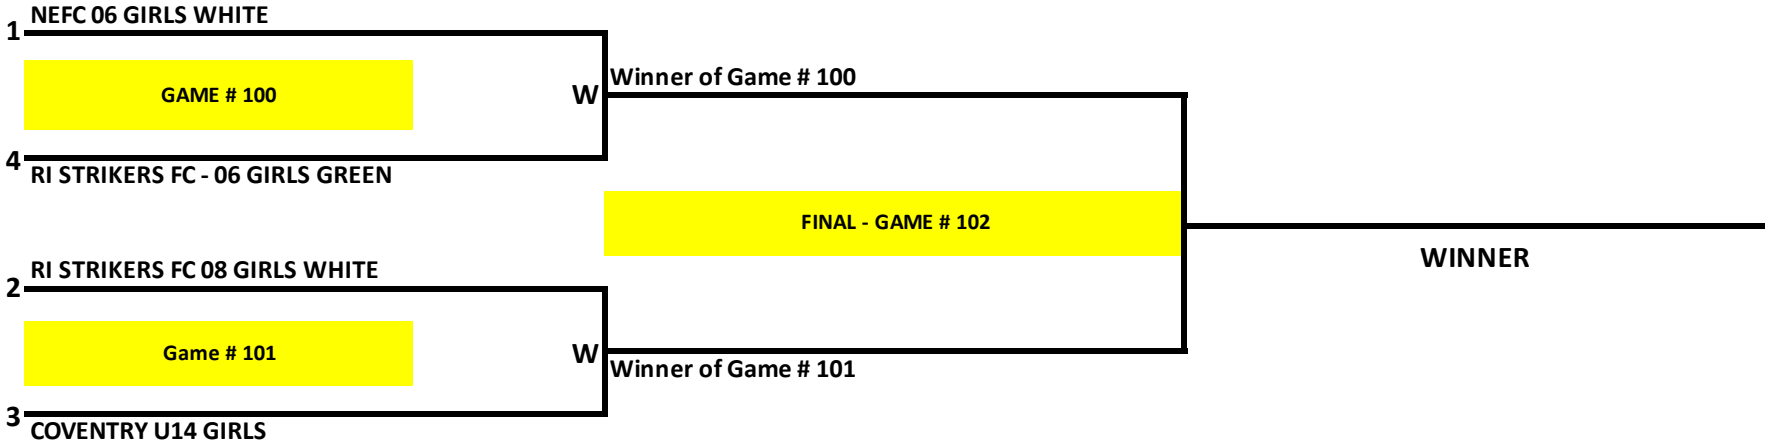 NEFC 06 GIRLS WHITE
1
GAME # 100
W
Winner of Game # 100
4
RI STRIKERS FC - 06 GIRLS GREEN
FINAL - GAME # 102
WINNER
RI STRIKERS FC 08 GIRLS WHITE
2
Game # 101
W
Winner of Game # 101
3
COVENTRY U14 GIRLS